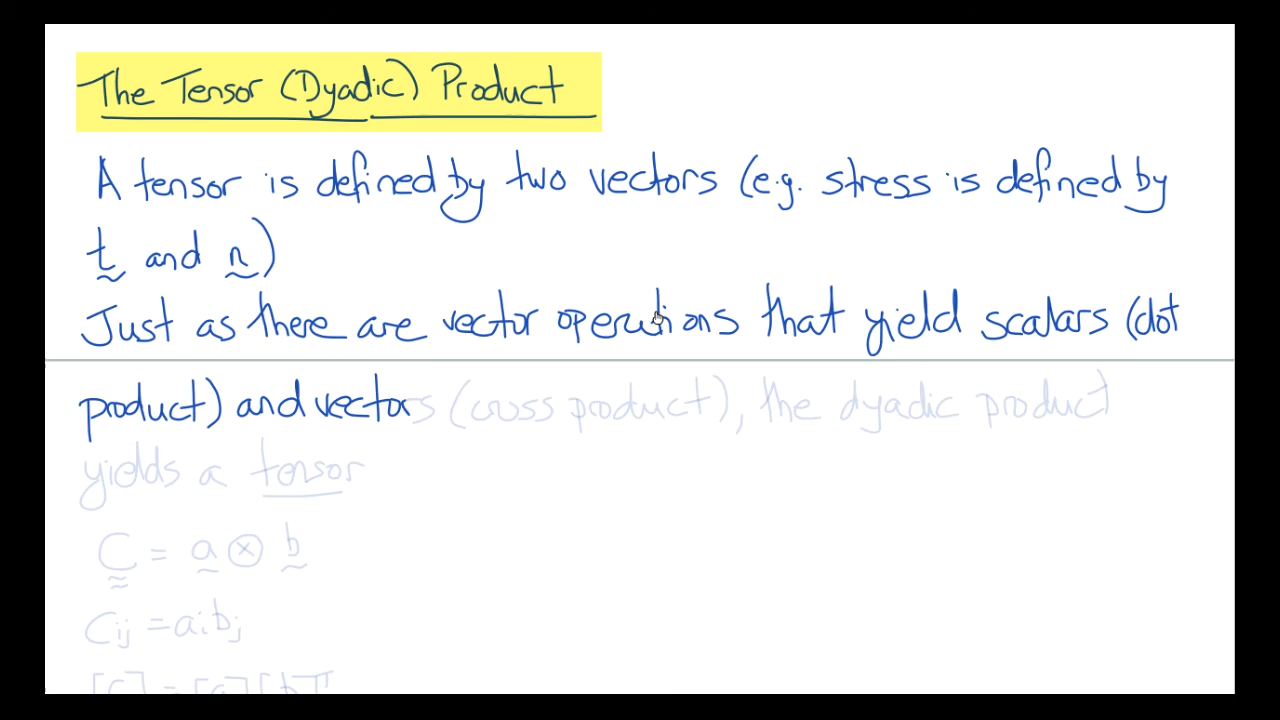 The Tensor (Dyadic) Product
A tensor is defined by two vectors (e.g. stress is defined by
t and n)
Just as there are vector operations that yield scalars (dot
product) and vectors (cross product), the dyadic product
yields a tensor
C = a ⊗ b
Cij = aibj
[C] = [a][b]T